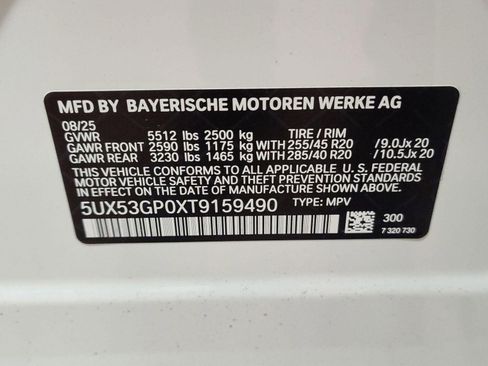 MFD BY BAYERISCHE MOTOREN WERKE AG
08/25
GVWR 5512 lbs 2500 kg TIRE / RIM
GAWR FRONT 2590 lbs 1175 kg WITH 255/45 R20 /9.0Jx 20
GAWR REAR 3230 lbs 1465 kg WITH 285/40 R20 /10.5Jx 20
THIS VEHICLE CONFORMS TO ALL APPLICABLE U.S. FEDERAL
MOTOR VEHICLE SAFETY, BUMPER, AND THEFT PREVENTION
STANDARDS IN EFFECT ON THE DATE OF MANUFACTURE SHOWN ABOVE.
5UX53GP0XT9159490 TYPE: MPV
300
7 320 730